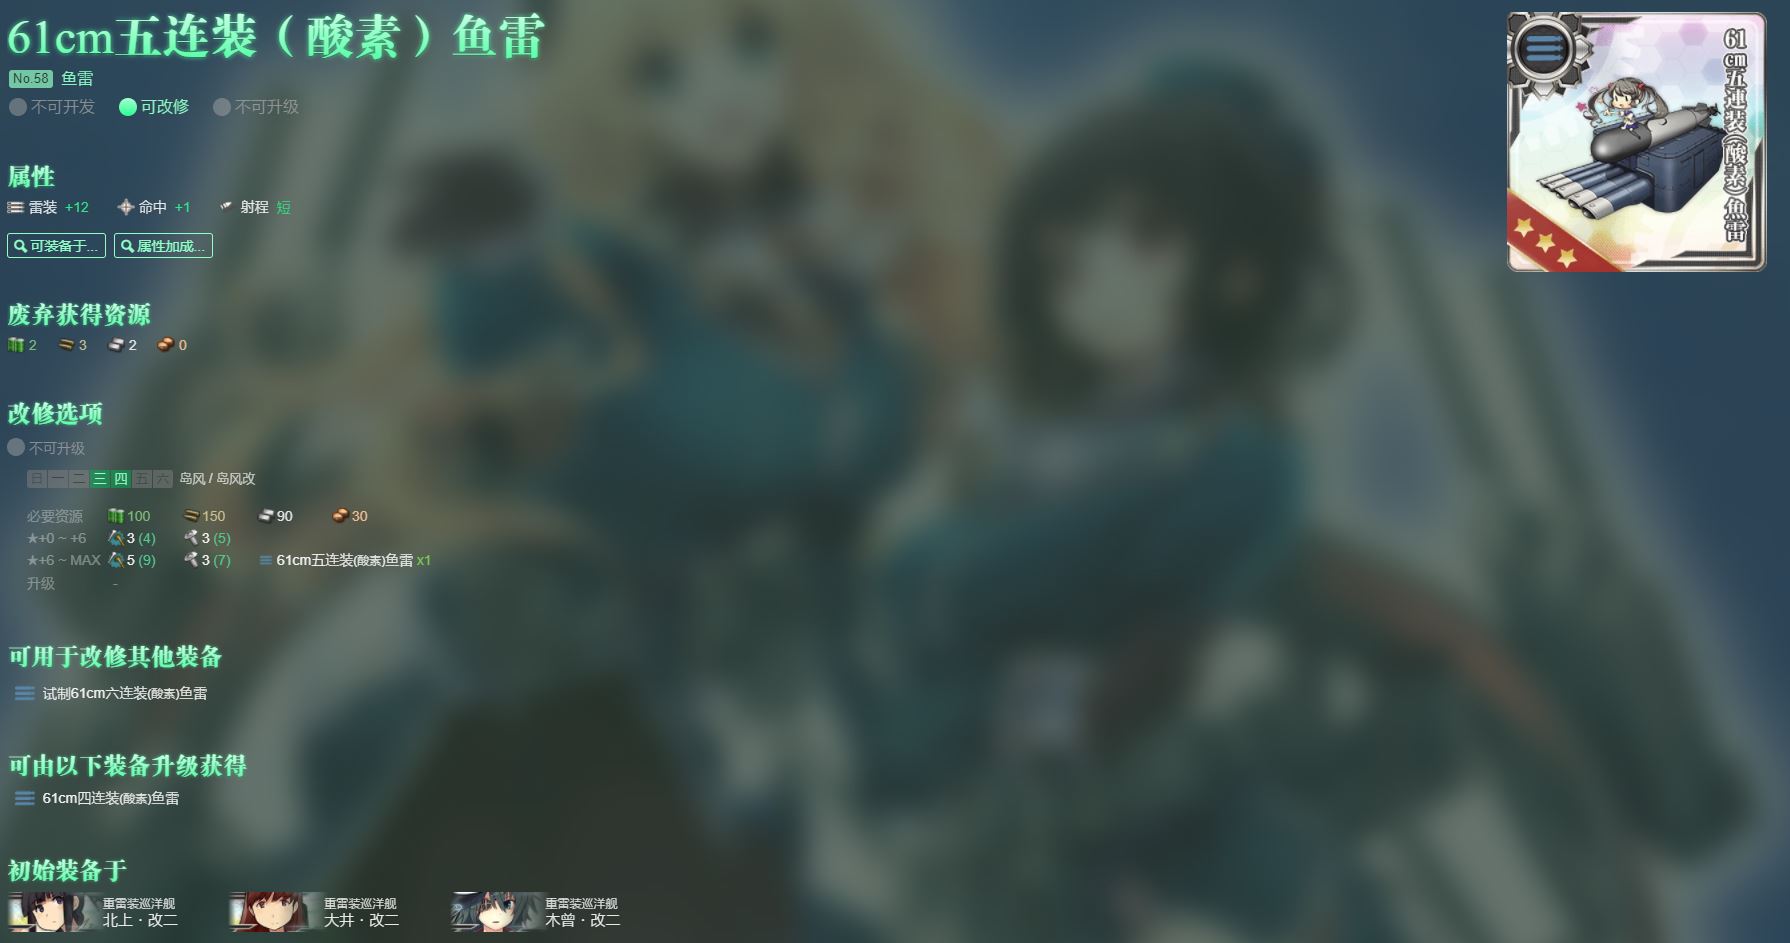 61cm五连装（酸素）鱼雷
No.58 鱼雷
不可开发 可改修 不可升级
61cm五連装(酸素)魚雷
属性
雷装 +12 命中 +1 射程 短
可装备于... 属性加成...
废弃获得资源
2 3 2 0
改修选项
不可升级
日 一 二 三 四 五 六 岛风 / 岛风改
必要资源 100 150 90 30
★+0 ~ +6 3 (4) 3 (5)
★+6 ~ MAX 5 (9) 3 (7) 61cm五连装(酸素)鱼雷 x1
升级 -
可用于改修其他装备
试制61cm六连装(酸素)鱼雷
可由以下装备升级获得
61cm四连装(酸素)鱼雷
初始装备于
重雷装巡洋舰 重雷装巡洋舰 重雷装巡洋舰
北上・改二 大井・改二 木曾・改二